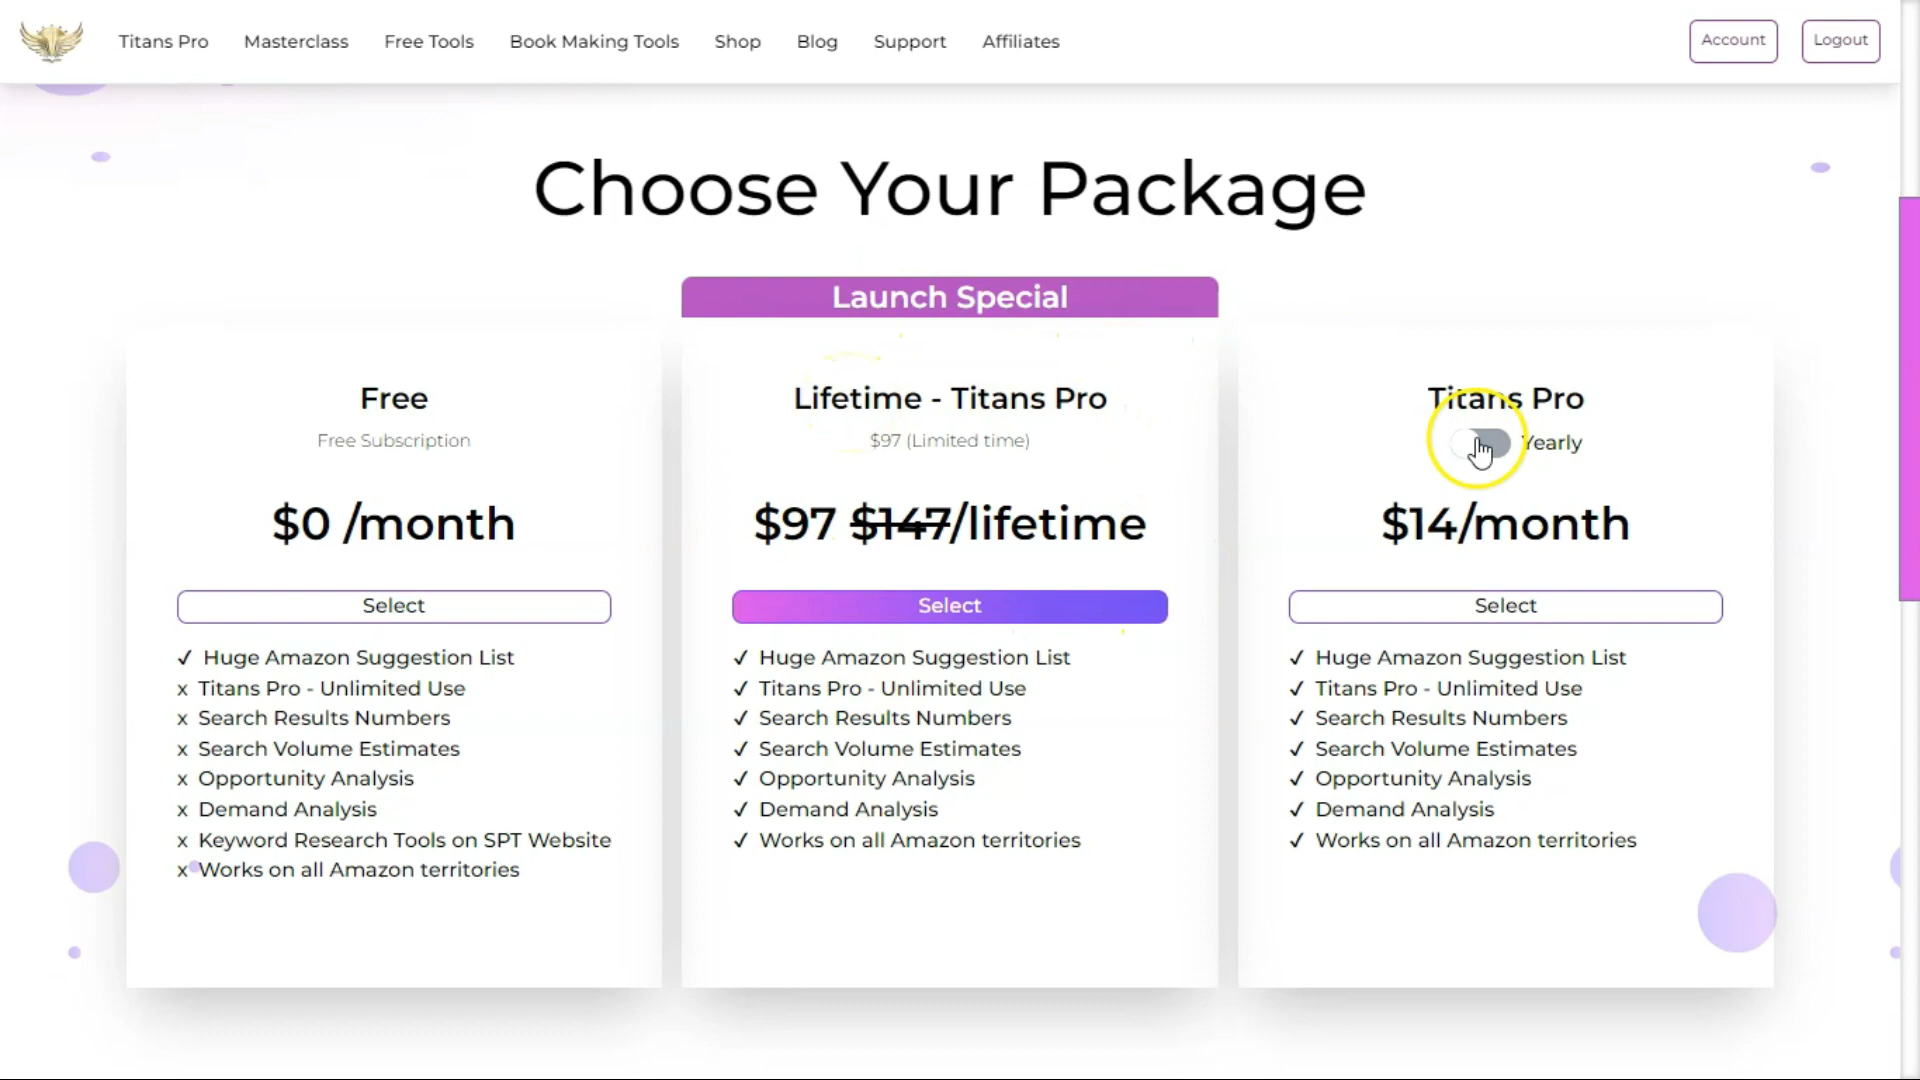 Titans Pro Masterclass Free Tools Book Making Tools Shop Blog Support Affiliates Account Logout
Choose Your Package
Launch Special
Free
Free Subscription
$0 /month
Select
✓ Huge Amazon Suggestion List
x Titans Pro - Unlimited Use
x Search Results Numbers
x Search Volume Estimates
x Opportunity Analysis
x Demand Analysis
x Keyword Research Tools on SPT Website
x Works on all Amazon territories
Lifetime - Titans Pro
$97 (Limited time)
$97 $147/lifetime
Select
✓ Huge Amazon Suggestion List
✓ Titans Pro - Unlimited Use
✓ Search Results Numbers
✓ Search Volume Estimates
✓ Opportunity Analysis
✓ Demand Analysis
✓ Works on all Amazon territories
Titans Pro
Yearly
$14/month
Select
✓ Huge Amazon Suggestion List
✓ Titans Pro - Unlimited Use
✓ Search Results Numbers
✓ Search Volume Estimates
✓ Opportunity Analysis
✓ Demand Analysis
✓ Works on all Amazon territories